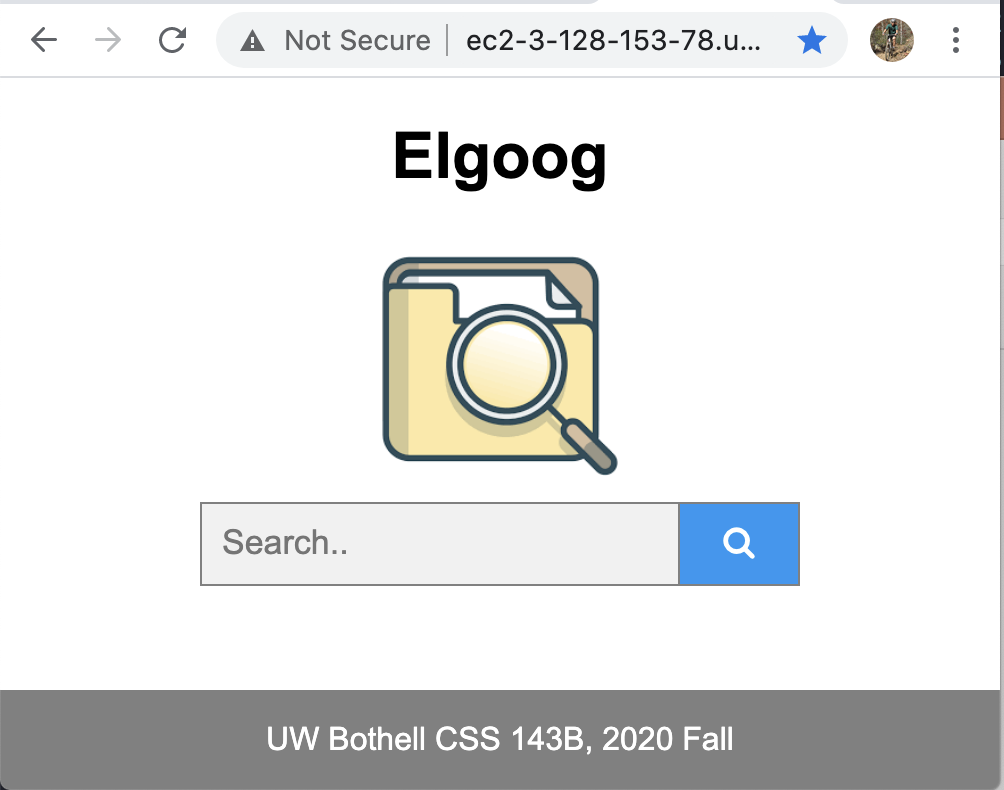 Not Secure ec2-3-128-153-78.u...
Elgoog
Search..
UW Bothell CSS 143B, 2020 Fall